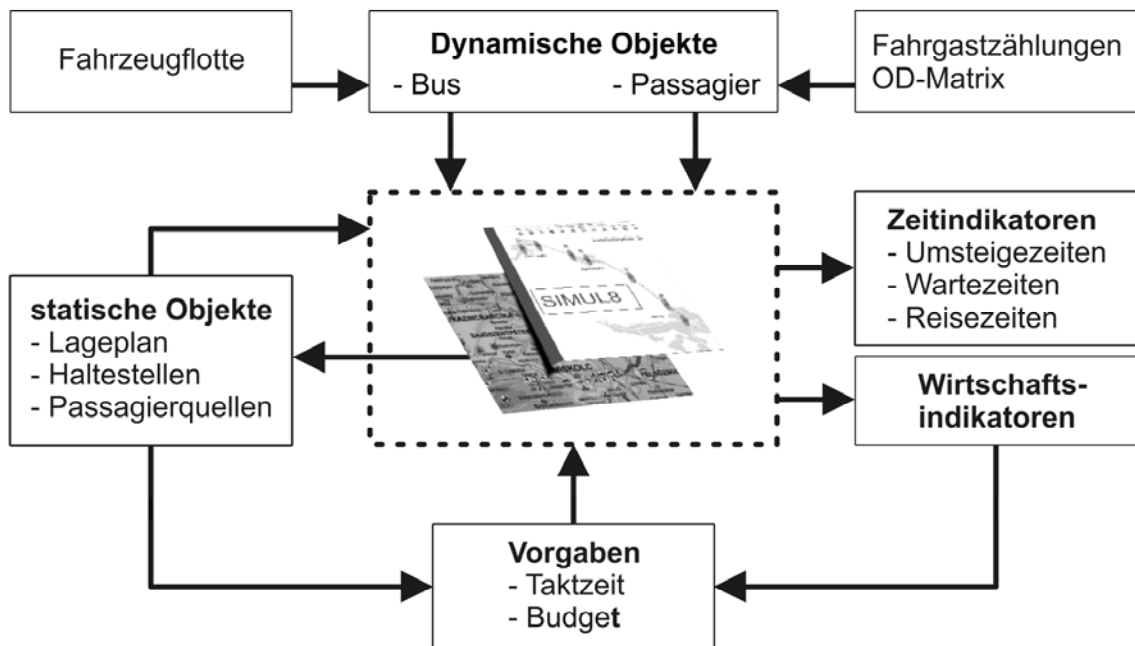 Fahrzeugflotte
Dynamische Objekte
- Bus
- Passagier
Fahrgastzählungen
OD-Matrix
statische Objekte
- Lageplan
- Haltestellen
- Passagierquellen
SIMUL8
Zeitindikatoren
- Umsteigezeiten
- Wartezeiten
- Reisezeiten
Wirtschafts-
indikatoren
Vorgaben
- Taktzeit
- Budget